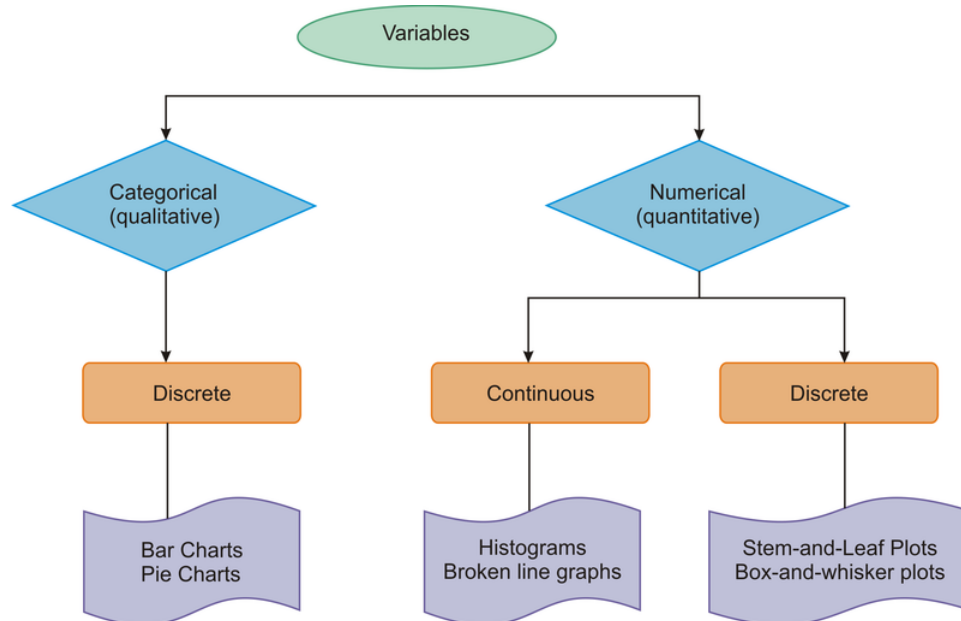 Variables
Categorical
(qualitative)
Numerical
(quantitative)
Discrete
Continuous
Discrete
Bar Charts
Pie Charts
Histograms
Broken line graphs
Stem-and-Leaf Plots
Box-and-whisker plots